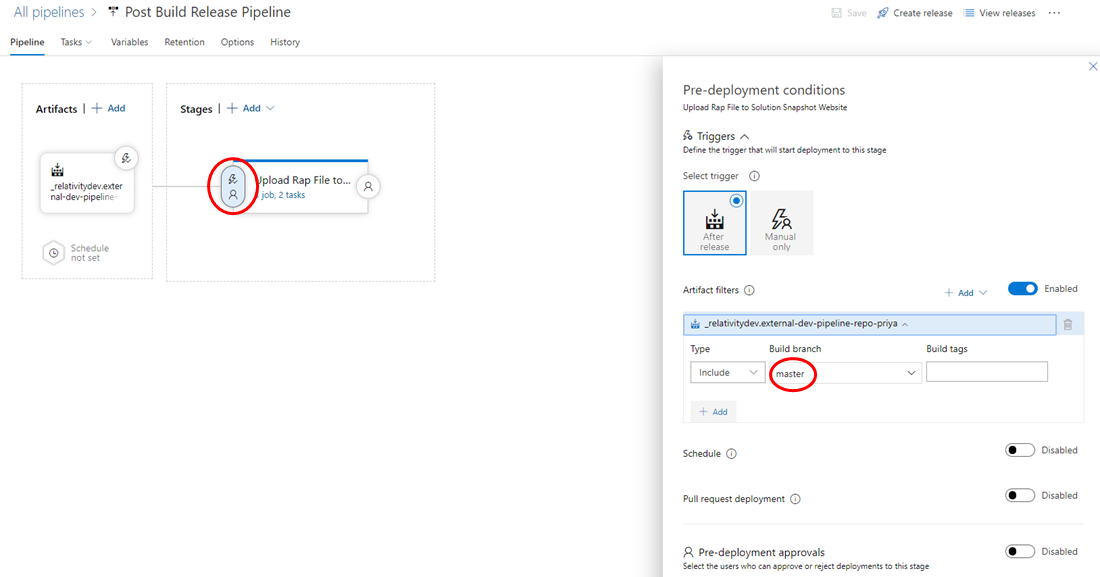 All pipelines > Post Build Release Pipeline
Save Create release View releases ...
Pipeline Tasks Variables Retention Options History
Artifacts | + Add
Stages | + Add
_relativitydev.exter
nal-dev-pipeline-
Schedule
not set
Upload Rap File to...
job, 2 tasks
Pre-deployment conditions
Upload Rap File to Solution Snapshot Website
Triggers
Define the trigger that will start deployment to this stage
Select trigger
After
release
Manual
only
Artifact filters
+ Add
Enabled
_relativitydev.external-dev-pipeline-repo-priya
Type Build branch Build tags
Include master
+ Add
Schedule Disabled
Pull request deployment Disabled
Pre-deployment approvals Disabled
Select the users who can approve or reject deployments to this stage